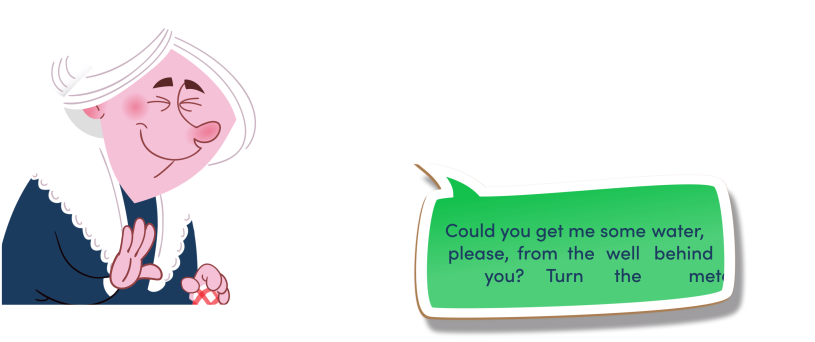 Could you get me some water,
please, from the well behind
you? Turn the